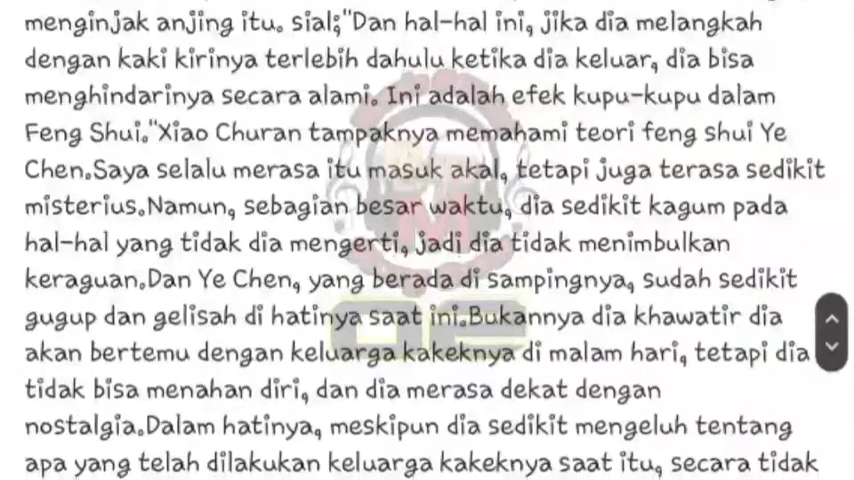 menginjak anjing itu. sial;"Dan hal-hal ini, jika dia melangkah
dengan kaki kirinya terlebih dahulu ketika dia keluar, dia bisa
menghindarinya secara alami. Ini adalah efek kupu-kupu dalam
Feng Shui."Xiao Churan tampaknya memahami teori feng shui Ye
Chen.Saya selalu merasa itu masuk akal, tetapi juga terasa sedikit
misterius.Namun, sebagian besar waktu, dia sedikit kagum pada
hal-hal yang tidak dia mengerti, jadi dia tidak menimbulkan
keraguan.Dan Ye Chen, yang berada di sampingnya, sudah sedikit
gugup dan gelisah di hatinya saat ini.Bukannya dia khawatir dia
akan bertemu dengan keluarga kakeknya di malam hari, tetapi dia
tidak bisa menahan diri, dan dia merasa dekat dengan
nostalgia.Dalam hatinya, meskipun dia sedikit mengeluh tentang
apa yang telah dilakukan keluarga kakeknya saat itu, secara tidak